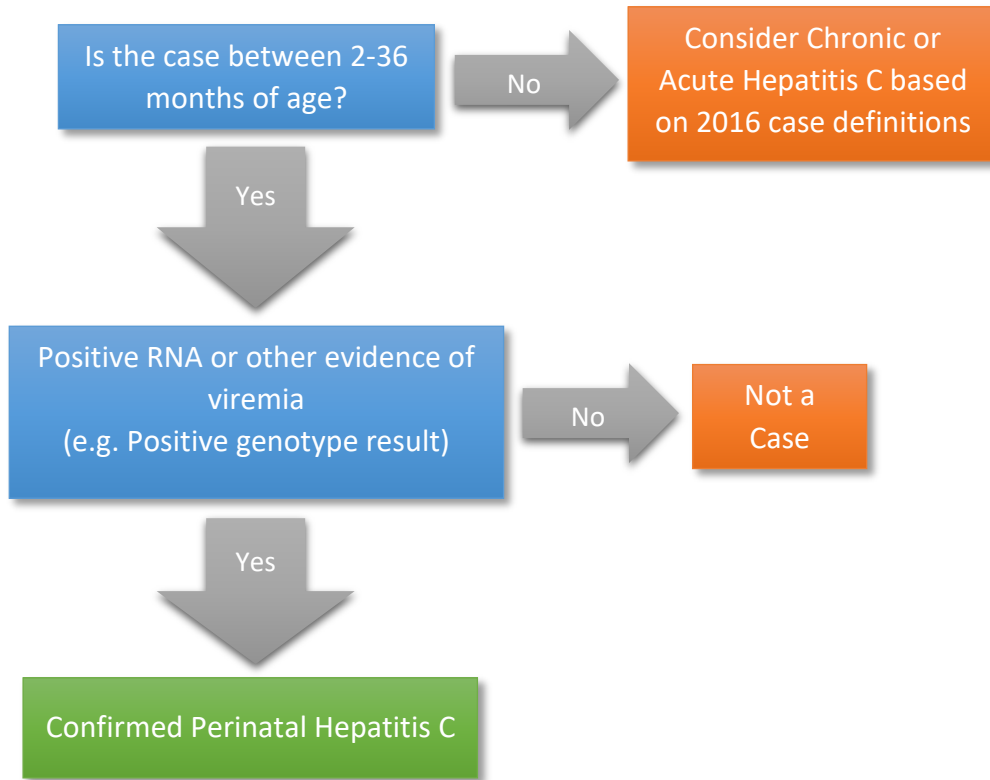 Is the case between 2-36
months of age?
No
Consider Chronic or
Acute Hepatitis C based
on 2016 case definitions
Yes
Positive RNA or other evidence of
viremia
(e.g. Positive genotype result)
No
Not a
Case
Yes
Confirmed Perinatal Hepatitis C